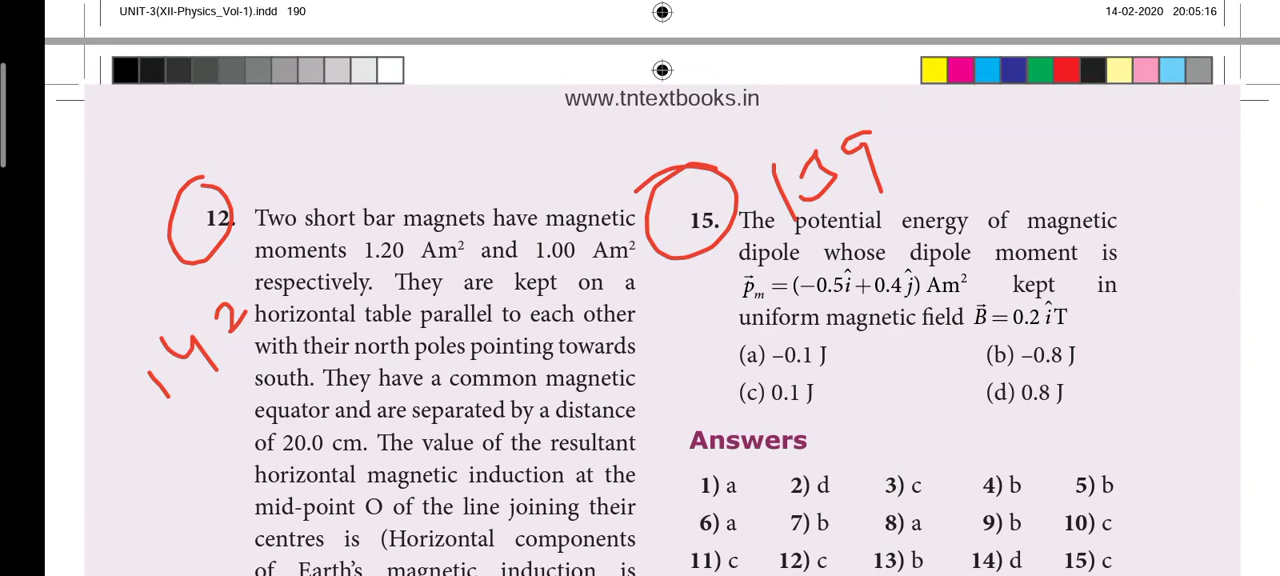 UNIT-3(XII-Physics_Vol-1).indd 190
14-02-2020 20:05:16
www.tntextbooks.in
142
12. Two short bar magnets have magnetic
moments 1.20 Am² and 1.00 Am²
respectively. They are kept on a
horizontal table parallel to each other
with their north poles pointing towards
south. They have a common magnetic
equator and are separated by a distance
of 20.0 cm. The value of the resultant
horizontal magnetic induction at the
mid-point O of the line joining their
centres is (Horizontal components
of Earth's magnetic induction is
139
15. The potential energy of magnetic
dipole whose dipole moment is
p⃗ₘ = (−0.5î + 0.4ĵ) Am² kept in
uniform magnetic field B⃗ = 0.2 îT
(a) –0.1 J (b) –0.8 J
(c) 0.1 J (d) 0.8 J
Answers
1) a 2) d 3) c 4) b 5) b
6) a 7) b 8) a 9) b 10) c
11) c 12) c 13) b 14) d 15) c